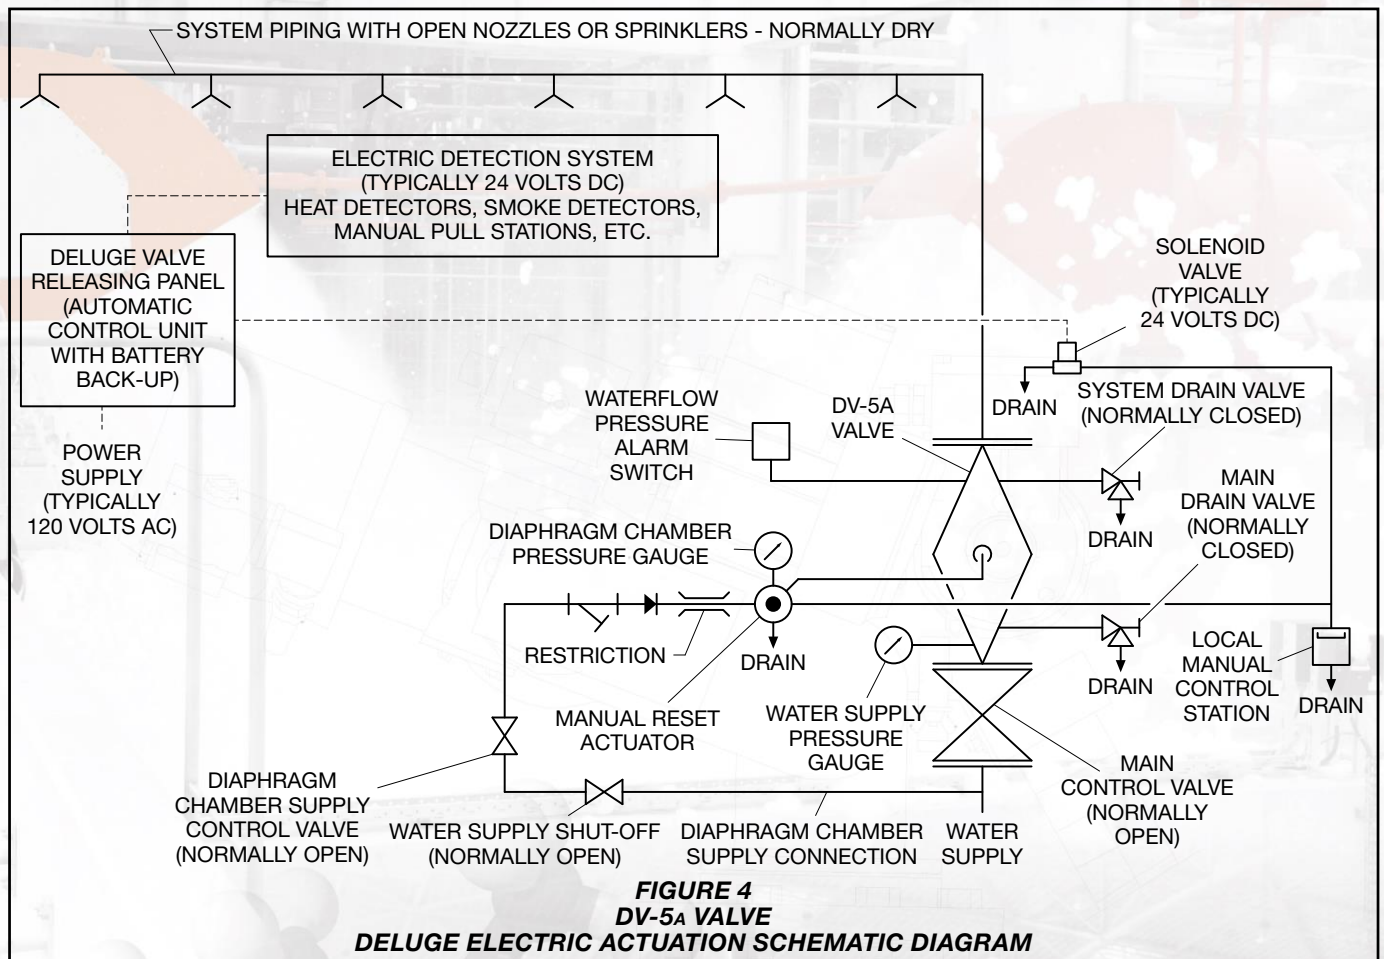 SYSTEM PIPING WITH OPEN NOZZLES OR SPRINKLERS - NORMALLY DRY
ELECTRIC DETECTION SYSTEM
(TYPICALLY 24 VOLTS DC)
HEAT DETECTORS, SMOKE DETECTORS,
MANUAL PULL STATIONS, ETC.
DELUGE VALVE
RELEASING PANEL
(AUTOMATIC
CONTROL UNIT
WITH BATTERY
BACK-UP)
POWER
SUPPLY
(TYPICALLY
120 VOLTS AC)
SOLENOID
VALVE
(TYPICALLY
24 VOLTS DC)
DRAIN
SYSTEM DRAIN VALVE
(NORMALLY CLOSED)
WATERFLOW
PRESSURE
ALARM
SWITCH
DV-5A
VALVE
DRAIN
MAIN
DRAIN VALVE
(NORMALLY
CLOSED)
DIAPHRAGM CHAMBER
PRESSURE GAUGE
RESTRICTION
DRAIN
DRAIN
LOCAL
MANUAL
CONTROL
STATION
DRAIN
MANUAL RESET
ACTUATOR
WATER SUPPLY
PRESSURE
GAUGE
MAIN
CONTROL VALVE
(NORMALLY
OPEN)
DIAPHRAGM
CHAMBER SUPPLY
CONTROL VALVE
(NORMALLY OPEN)
WATER SUPPLY SHUT-OFF
(NORMALLY OPEN)
DIAPHRAGM CHAMBER
SUPPLY CONNECTION
WATER
SUPPLY
FIGURE 4
DV-5A VALVE
DELUGE ELECTRIC ACTUATION SCHEMATIC DIAGRAM